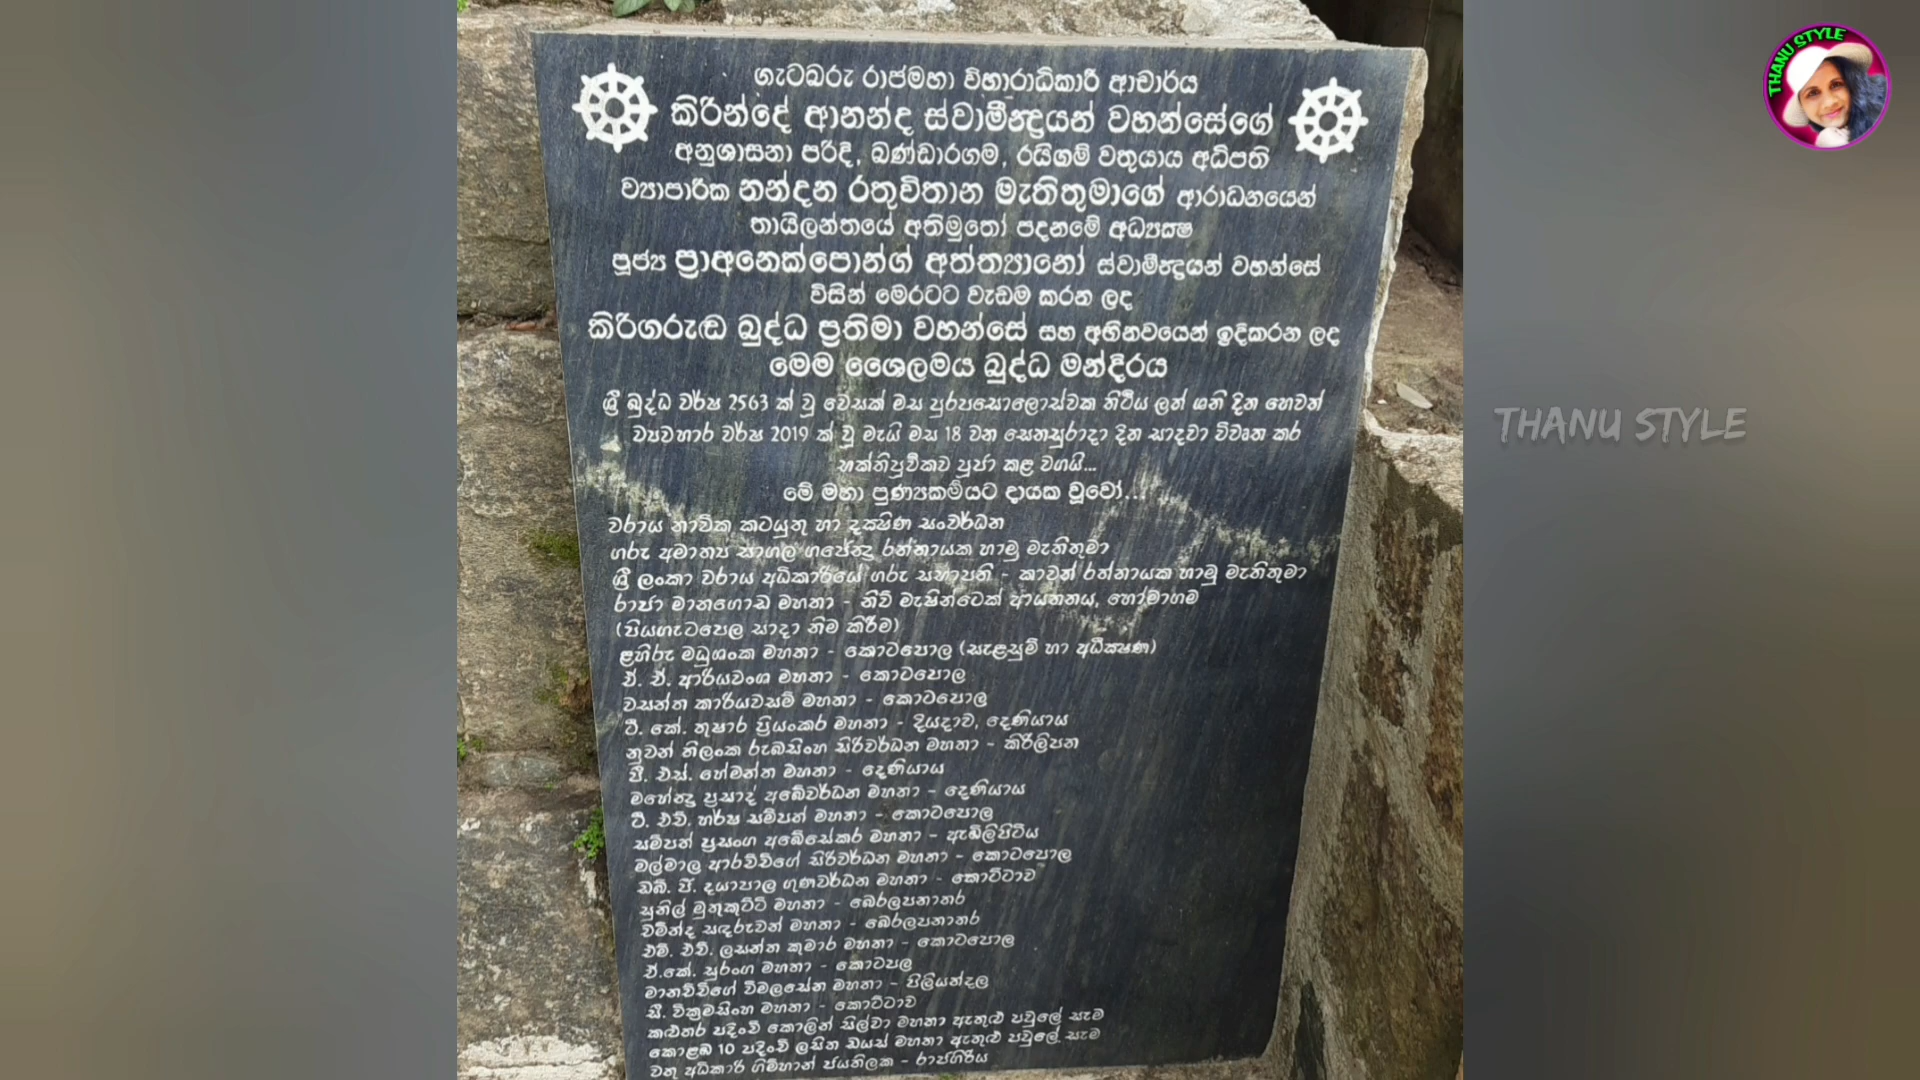 ගැටබරු රාජමහා විහාරාධිකාරී ආචාර්ය
කිරින්දේ ආනන්ද ස්වාමීන්ද්‍රයන් වහන්සේගේ
අනුශාසනා පරිදි, බණ්ඩාරගම, රයිගම් වතුයාය අධිපති
ව්‍යාපාරික නන්දන රතුවිතාන මැතිතුමාගේ ආරාධනයෙන්
තායිලන්තයේ අතිමුතෝ පදනමේ අධ්‍යක්ෂ
පූජ්‍ය ප්‍රාඅනෙක්පොන්ග් අත්ත්‍යානෝ ස්වාමීන්‍ද්‍රයන් වහන්සේ
විසින් මෙරටට වැඩම කරන ලද
කිරිගරුඬ බුද්ධ ප්‍රතිමා වහන්සේ සහ අභිනවයෙන් ඉදිකරන ලද
මෙම ශෛලමය බුද්ධ මන්දිරය
ශ්‍රී බුද්ධ වර්ෂ 2563 ක් වූ වෙසක් මස පුරපසොලොස්වක තිථිය ලත් ශනි දින හෙවත්
ව්‍යවහාර වර්ෂ 2019 ක් වූ මැයි මස 18 වන සෙනසුරාදා දින සාදවා විවෘත කර
භක්තිපූර්වකව පූජා කළ වගයි...
මේ මහා පුණ්‍යකර්මයට දායක වූවෝ...
වරාය නාවික කටයුතු හා දක්ෂිණ සංවර්ධන
ගරු අමාත්‍ය සාගල ගජේන්ද්‍ර රත්නායක හාමු මැතිතුමා
ශ්‍රී ලංකා වරාය අධිකාරියේ ගරු සභාපති - කාවන් රත්නායක හාමු මැතිතුමා
රාජා මානගොඩ මහතා - නිව් මැෂින්ටෙක් ආයතනය, හෝමාගම
(පියගැටපෙල සාදා නිම කිරීම)
ළහිරු මධුශංක මහතා - කොටපොල (සැළසුම් හා අධීක්ෂණ)
ඒ. ඒ. ආරියවංශ මහතා - කොටපොල
වසන්ත කාරියවසම් මහතා - කොටපොල
ටී. කේ. තුෂාර ප්‍රියංකර මහතා - දියදාව, දෙණියාය
නුවන් තිලංක රූබසිංහ සිරිවර්ධන මහතා - කිරිලිපන
පී. එස්. හේමන්ත මහතා - දෙණියාය
මහේන්ද්‍ර ප්‍රසාද් අබේවර්ධන මහතා - දෙණියාය
ටී. එච්. හර්ෂ සම්පත් මහතා - කොටපොල
සම්පත් ප්‍රසංග අබේසේකර මහතා - ඇඹිලිපිටිය
මල්මාල ආරච්චිගේ සිරිවර්ධන මහතා - කොටපොල
ඩබ්. පී. දයාපාල ගුණවර්ධන මහතා - කොට්ටාව
සුනිල් මුතුකුට්ටි මහතා - බෙරලපනාතර
චමින්ද සඳරුවන් මහතා - බෙරලපනාතර
එම්. එච්. ලසන්ත කුමාර මහතා - කොටපොල
ඒ.කේ. සුරංග මහතා - කොටපල
මානච්චිගේ විමලසේන මහතා - පිලියන්දල
සී. වික්‍රමසිංහ මහතා - කොට්ටාව
කළුතර පදිංචි කොලින් සිල්වා මහතා ඇතුළු පවුලේ සැම
කොළඹ 10 පදිංචි ලසිත ඩයස් මහතා ඇතුළු පවුලේ සැම
වතු අධිකාරි ගිම්හාන් ජයතිලක - රාජගිරිය
THANU STYLE
THANU STYLE